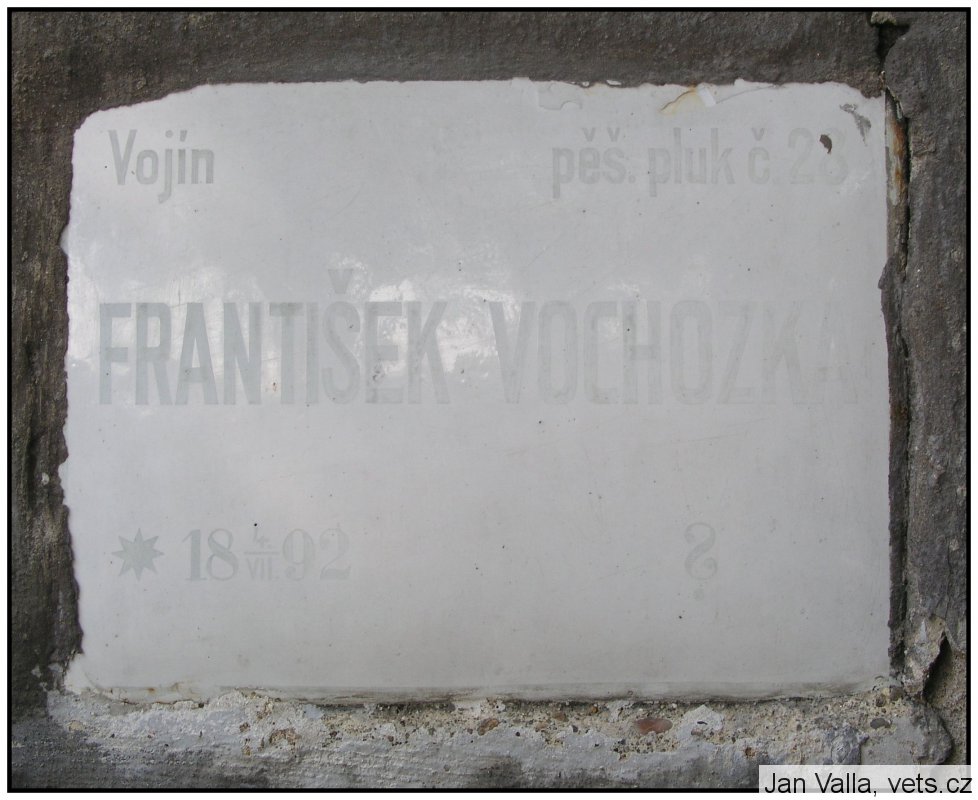 Vojín pěš. pluk č. 28
FRANTIŠEK VOCHOZKA
18 4./VII. 92 ?
Jan Valla, vets.cz